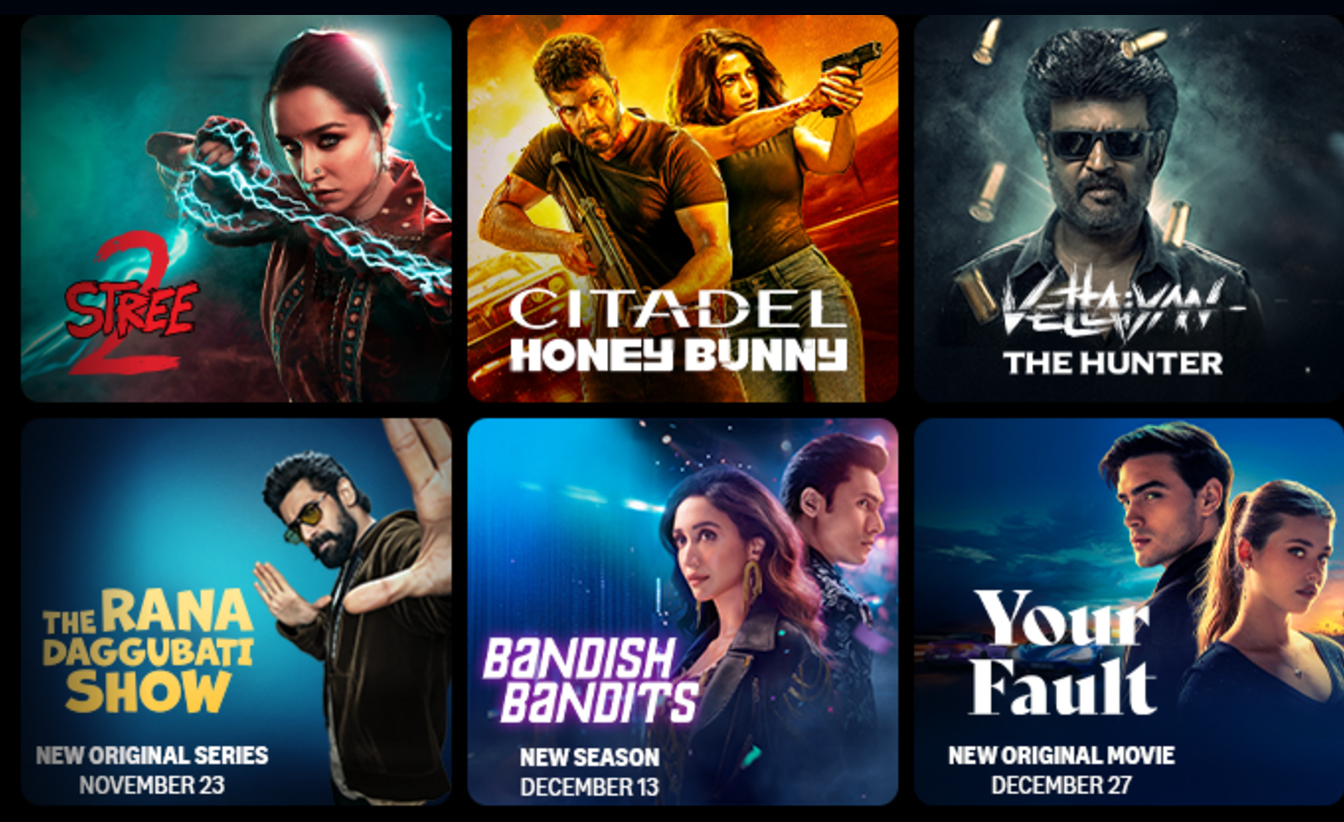 2
STREE
CITADEL
HONEY BUNNY
VETTAIYAN
THE HUNTER
THE RANA
DAGGUBATI
SHOW
NEW ORIGINAL SERIES
NOVEMBER 23
BANDISH
BANDITS
NEW SEASON
DECEMBER 13
Your
Fault
NEW ORIGINAL MOVIE
DECEMBER 27